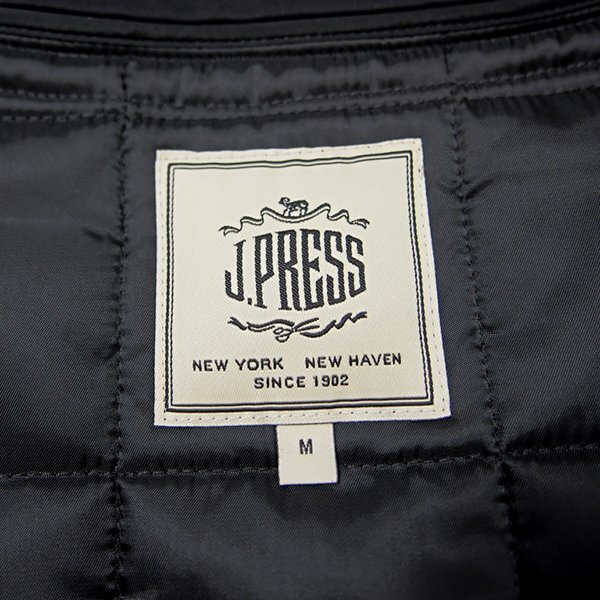 J.PRESS
NEW YORK NEW HAVEN
SINCE 1902
M